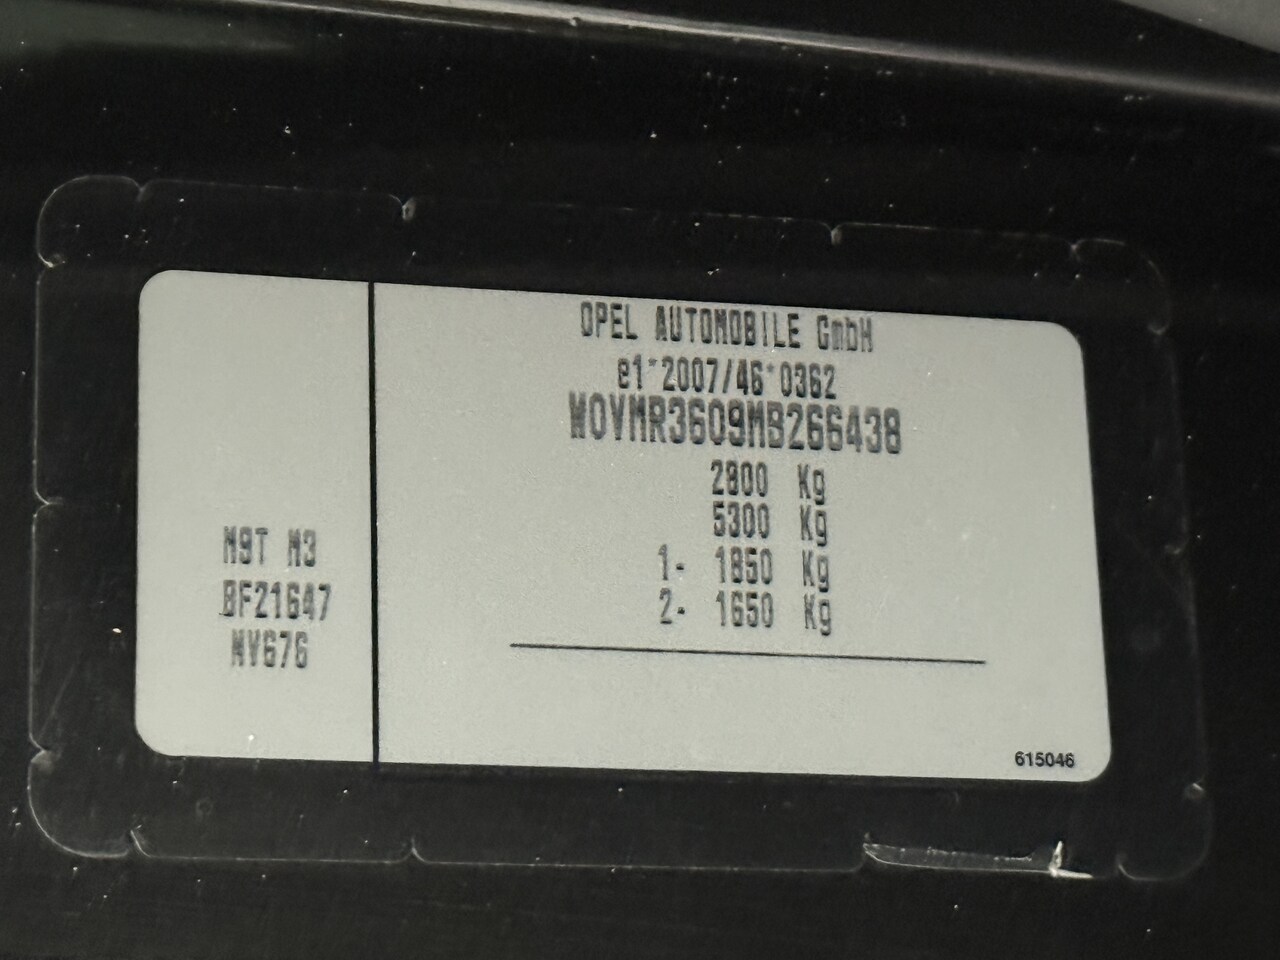 OPEL AUTOMOBILE GmbH
e1*2007/46*0362
W0VMR3609MB266438
2800 Kg
5300 Kg
1- 1850 Kg
2- 1650 Kg
M9T M3
BF21647
NV676
615046